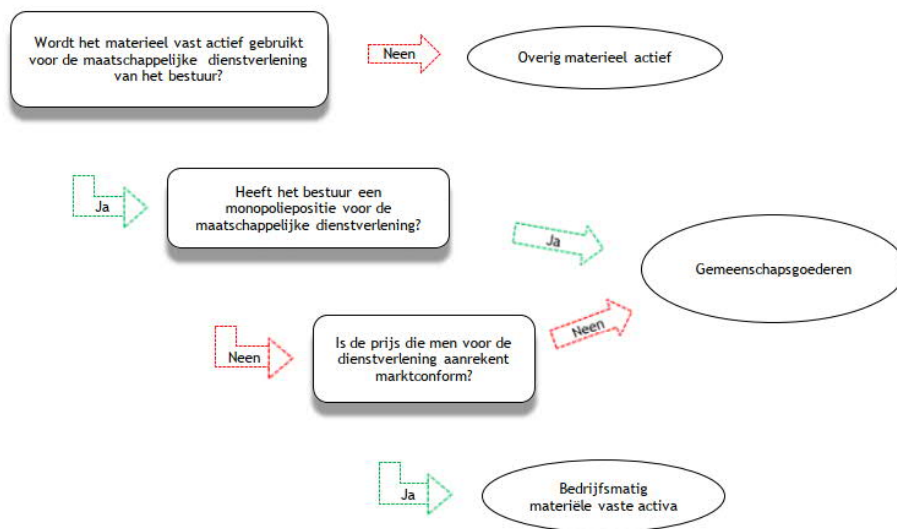 Wordt het materieel vast actief gebruikt
voor de maatschappelijke dienstverlening
van het bestuur?
Neen
Overig materieel actief
Ja
Heeft het bestuur een
monopoliepositie voor de
maatschappelijke dienstverlening?
Ja
Gemeenschapsgoederen
Neen
Is de prijs die men voor de
dienstverlening aanrekent
marktconform?
Neen
Ja
Bedrijfsmatig
materiële vaste activa